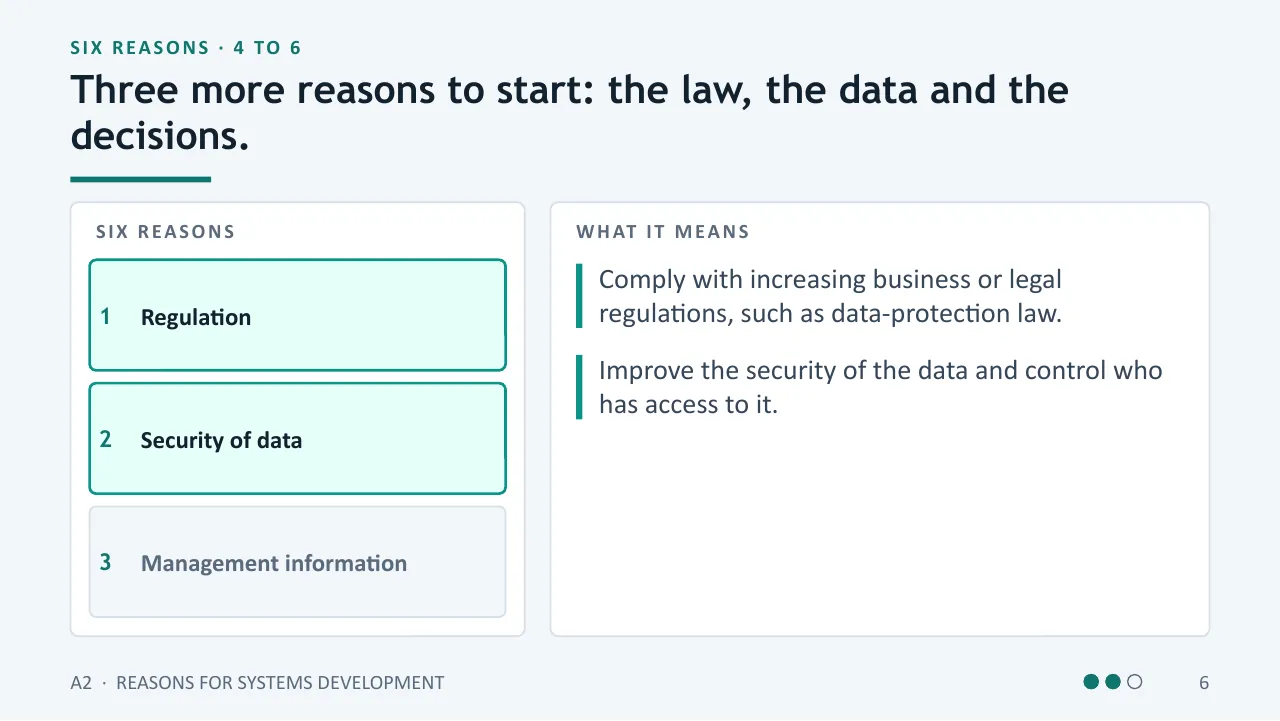 SIX REASONS · 4 TO 6
Three more reasons to start: the law, the data and the
decisions.
SIX REASONS
1 Regulation
2 Security of data
3 Management information
WHAT IT MEANS
Comply with increasing business or legal
regulations, such as data-protection law.
Improve the security of the data and control who
has access to it.
A2 · REASONS FOR SYSTEMS DEVELOPMENT
6